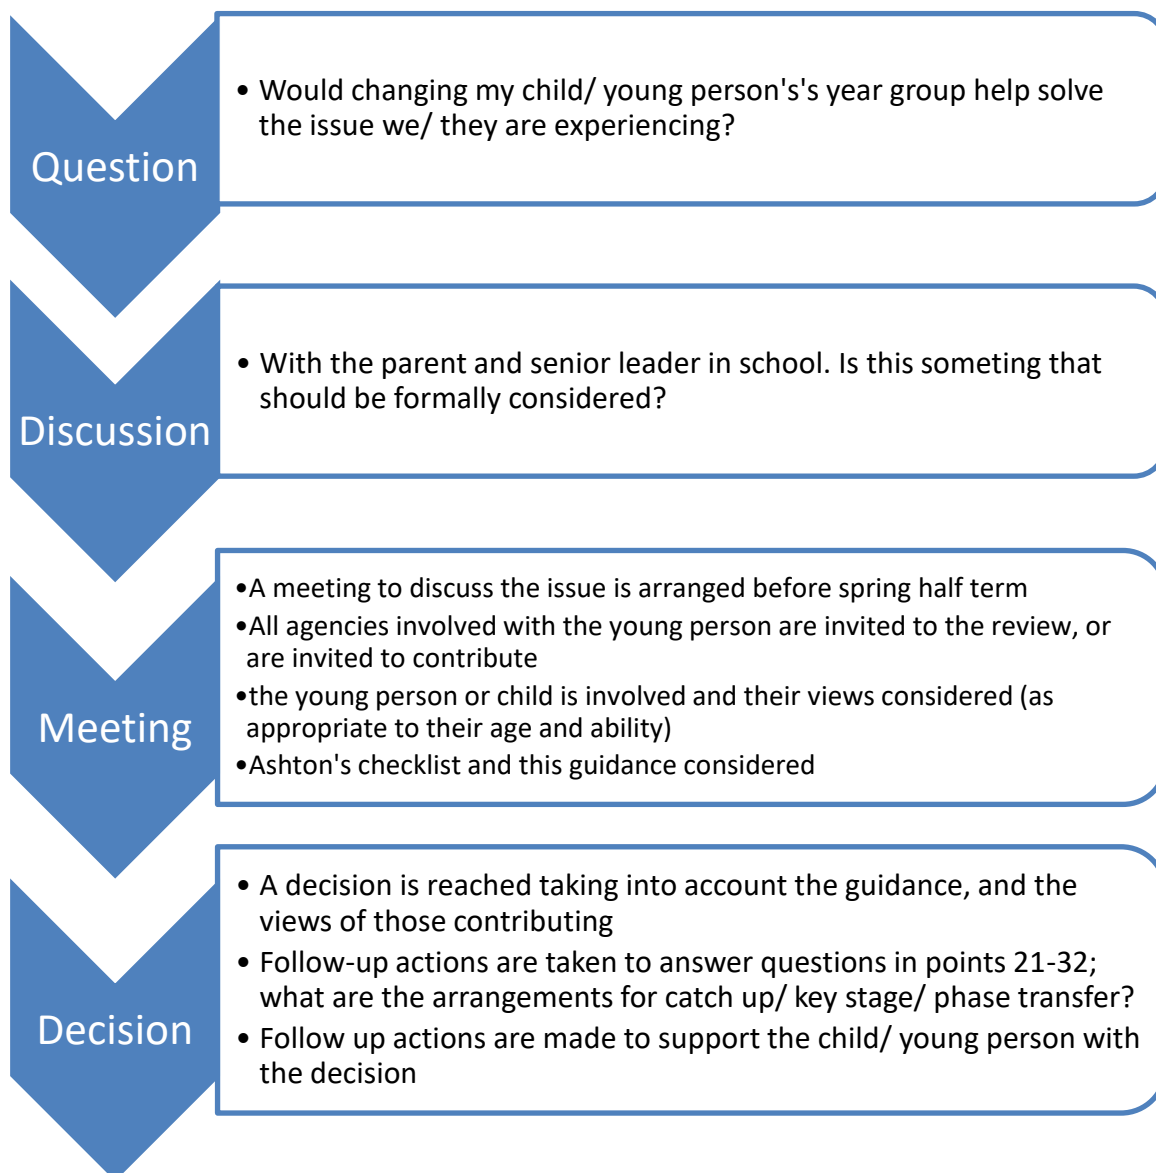 Question
• Would changing my child/ young person's's year group help solve
the issue we/ they are experiencing?
Discussion
• With the parent and senior leader in school. Is this someting that
should be formally considered?
Meeting
•A meeting to discuss the issue is arranged before spring half term
•All agencies involved with the young person are invited to the review, or
are invited to contribute
•the young person or child is involved and their views considered (as
appropriate to their age and ability)
•Ashton's checklist and this guidance considered
Decision
• A decision is reached taking into account the guidance, and the
views of those contributing
• Follow-up actions are taken to answer questions in points 21-32;
what are the arrangements for catch up/ key stage/ phase transfer?
• Follow up actions are made to support the child/ young person with
the decision